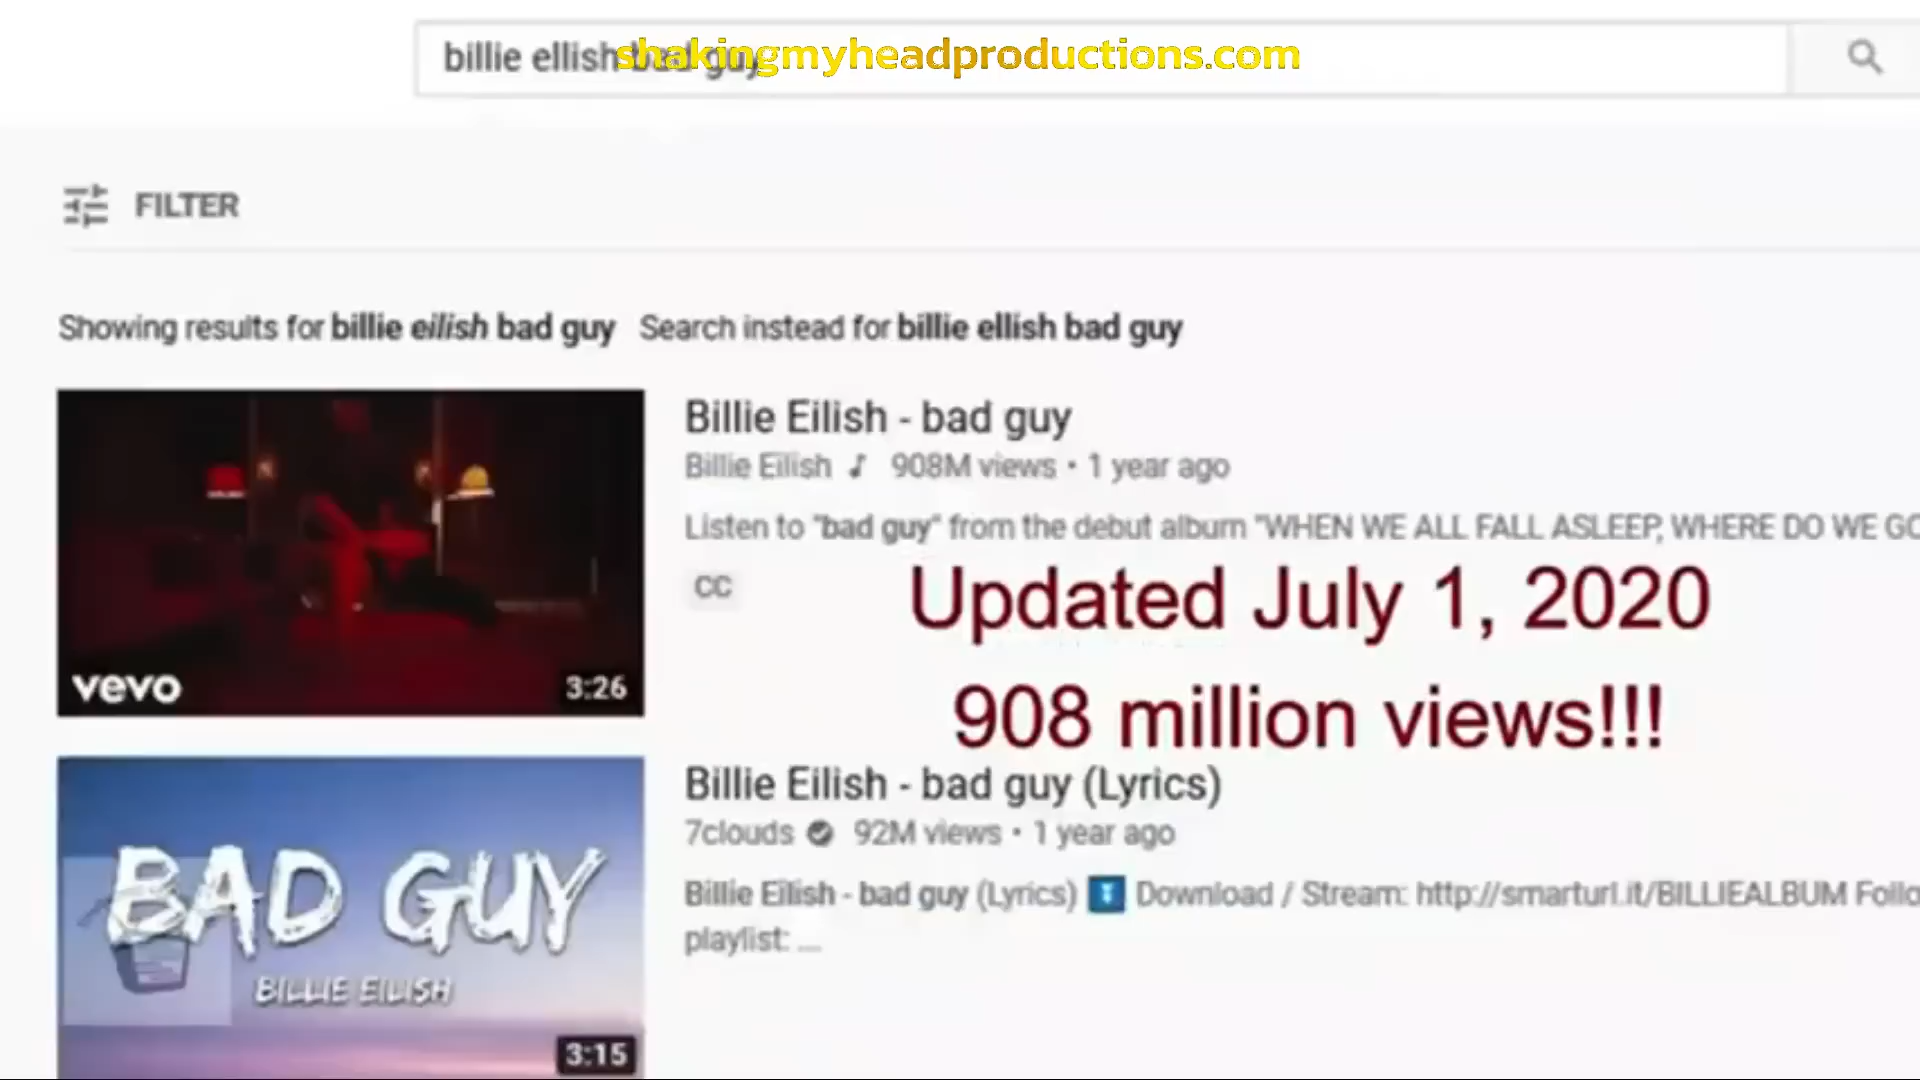 billie ellish bad guy
shakingmyheadproductions.com
FILTER
Showing results for billie eilish bad guy Search instead for billie ellish bad guy
Billie Eilish - bad guy
Billie Eilish ♪ 908M views • 1 year ago
Listen to "bad guy" from the debut album "WHEN WE ALL FALL ASLEEP, WHERE DO WE GO
CC
Updated July 1, 2020
908 million views!!!
vevo
3:26
Billie Eilish - bad guy (Lyrics)
7clouds 92M views • 1 year ago
Billie Eilish - bad guy (Lyrics) ⏬ Download / Stream: http://smarturl.it/BILLIEALBUM Follo
playlist: ...
BAD GUY
BILLIE EILISH
3:15